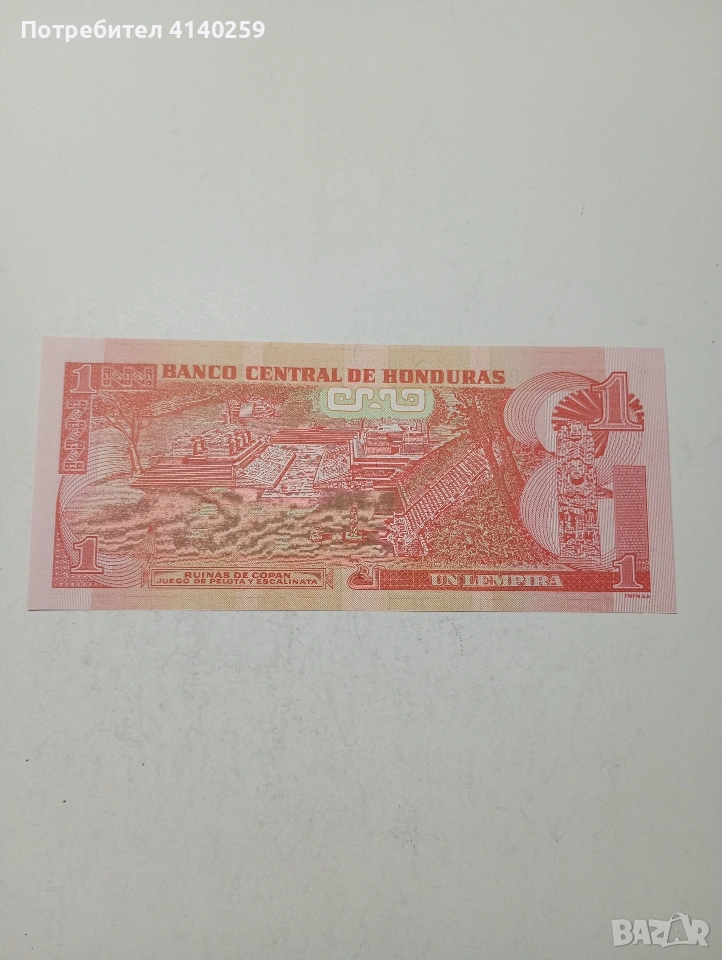 Потребител 4140259
1
BANCO CENTRAL DE HONDURAS
1
1
RUINAS DE COPAN
JUEGO DE PELOTA Y ESCALINATA
UN LEMPIRA
1
BAZAR